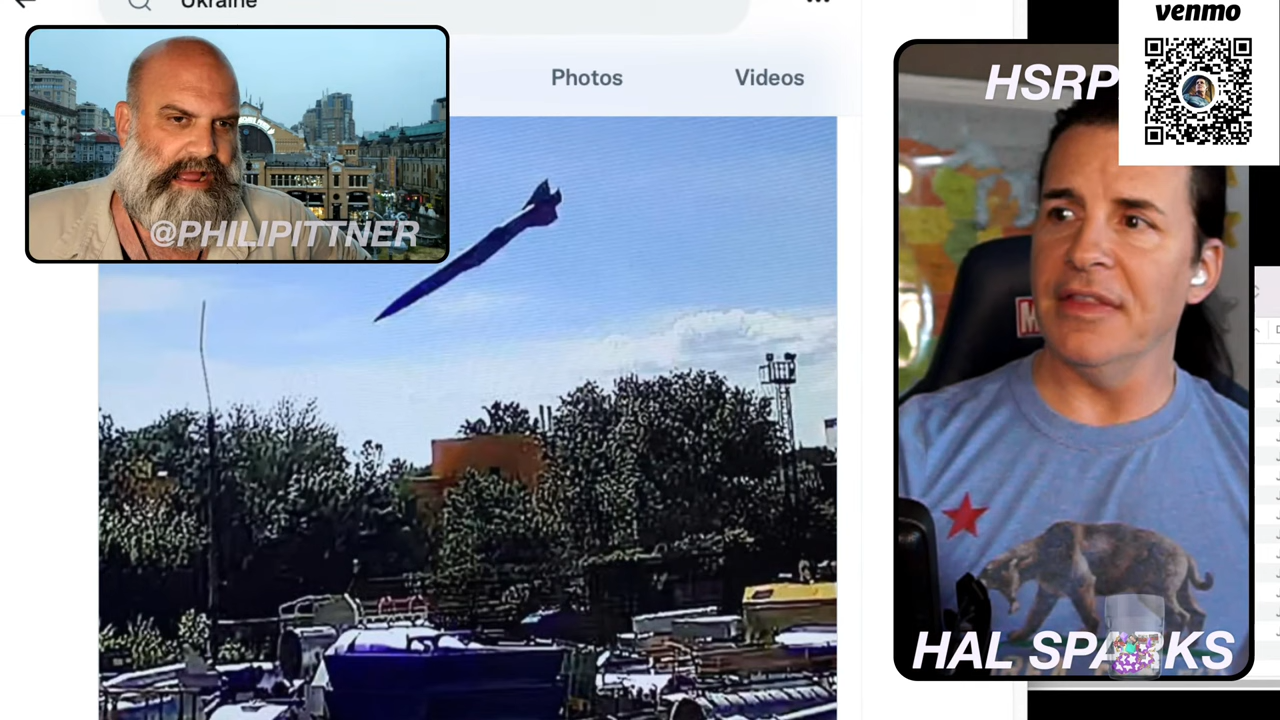 Ukraine
venmo
Photos
Videos
HSRP
@PHILIPITTNER
HAL SPARKS